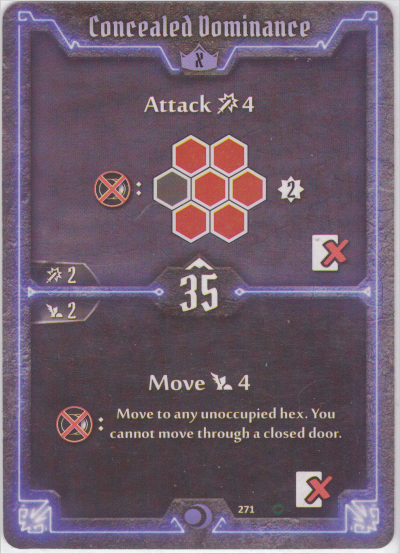 Concealed Dominance
X
Attack 4
:
2
2
35
2
Move 4
: Move to any unoccupied hex. You
cannot move through a closed door.
271